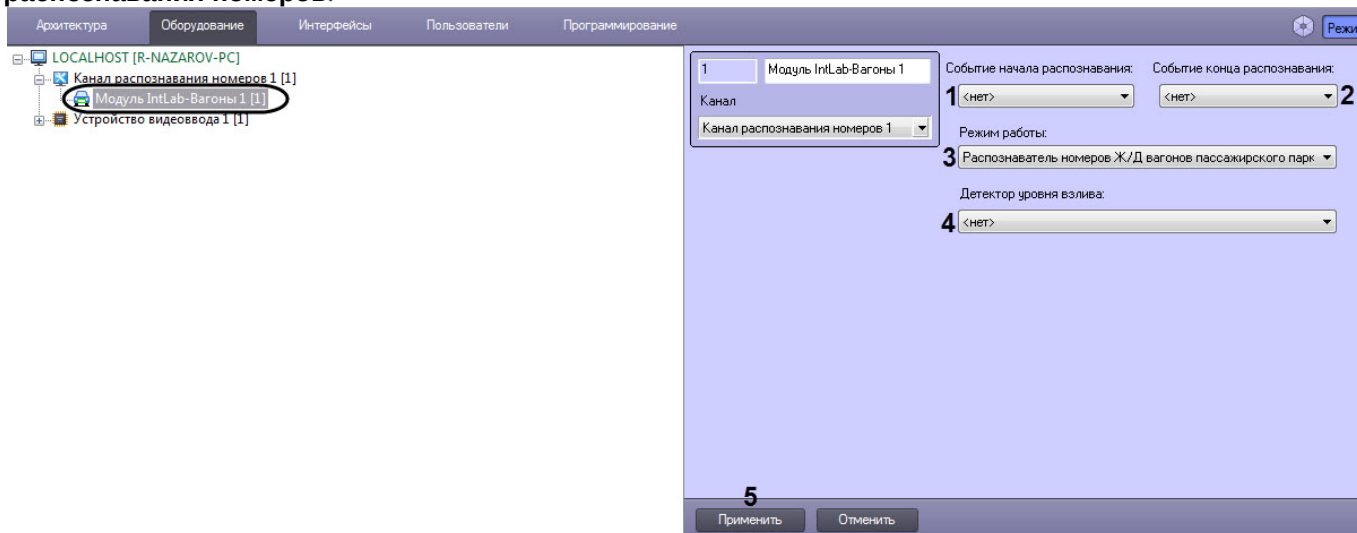 распознавания номеров.
Архитектура Оборудование Интерфейсы Пользователи Программирование
LOCALHOST [R-NAZAROV-PC]
Канал распознавания номеров 1 [1]
Модуль IntLab-Вагоны 1 [1]
Устройство видеоввода 1 [1]
1 Модуль IntLab-Вагоны 1
Канал
Канал распознавания номеров 1
Событие начала распознавания: Событие конца распознавания:
1 <нет> <нет> 2
Режим работы:
3 Распознаватель номеров Ж/Д вагонов пассажирского парк
Детектор уровня взлива:
4 <нет>
5
Применить Отменить